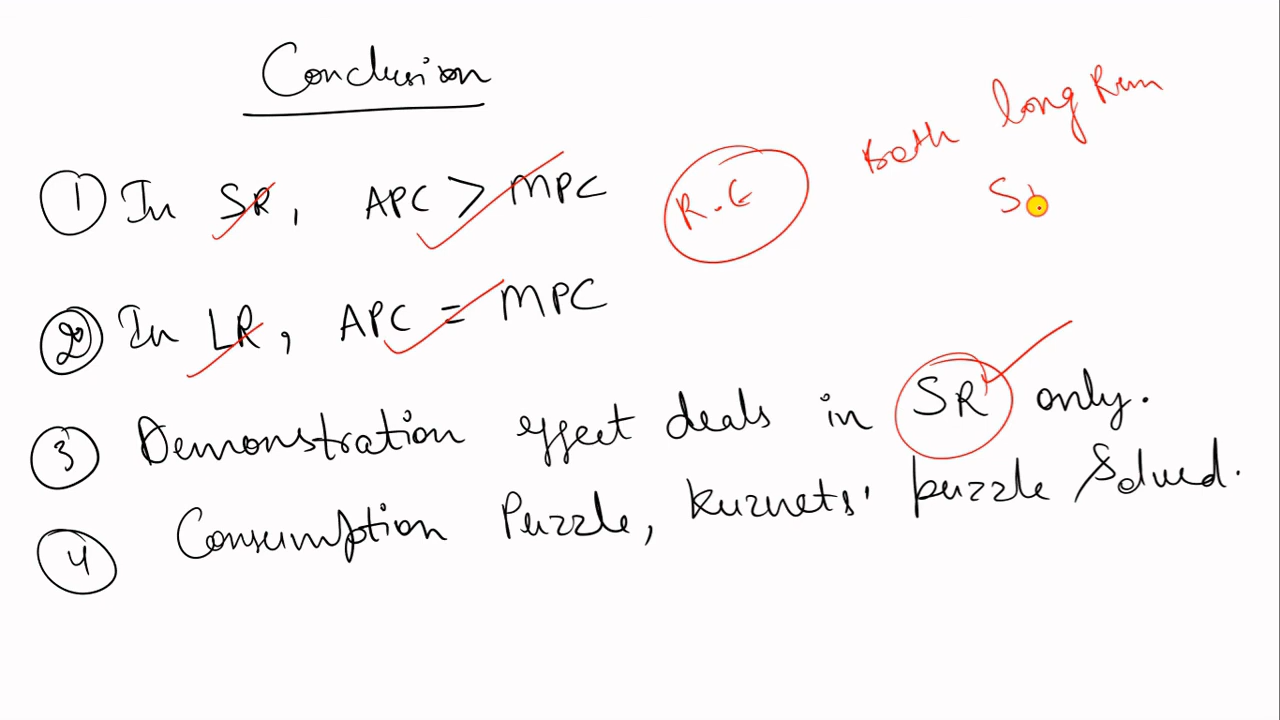 Conclusion
① In SR, APC > MPC
R.E
Both long Run
② In LR, APC = MPC
③ Demonstration effect deals in SR only.
④ Consumption Puzzle, Kuznets' puzzle Solved.